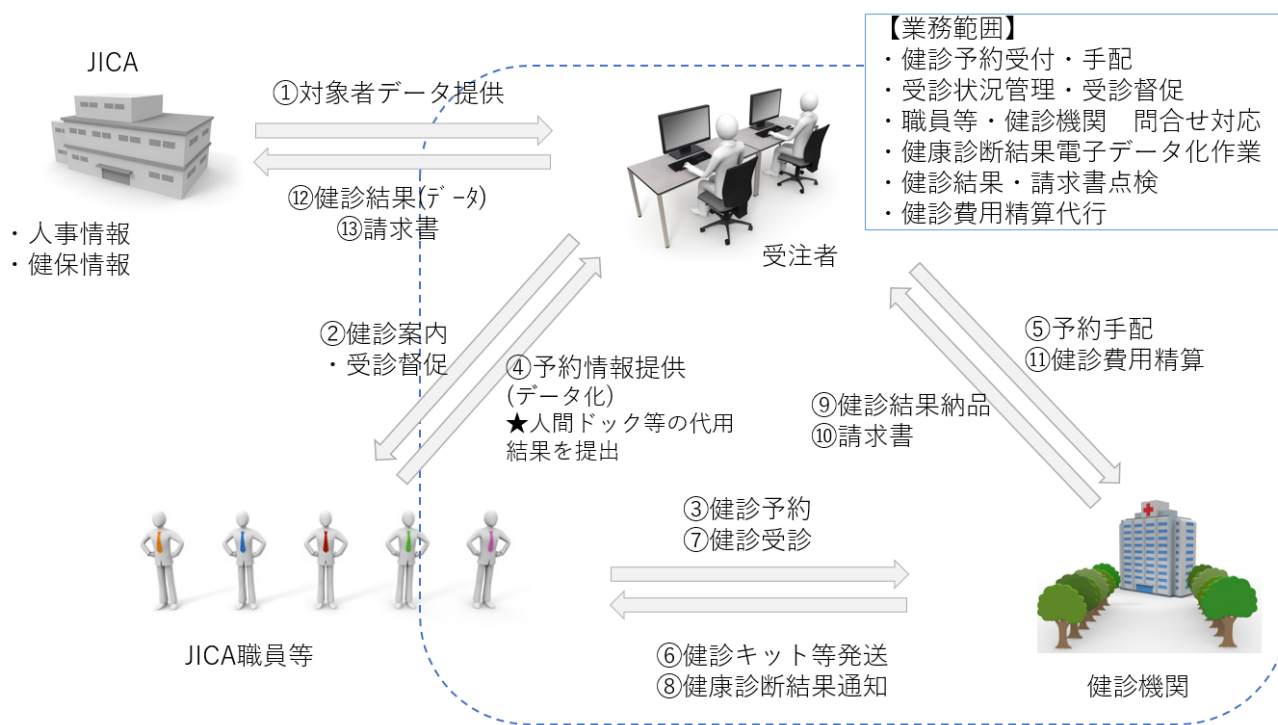 【業務範囲】
・健診予約受付・手配
・受診状況管理・受診督促
・職員等・健診機関　問合せ対応
・健康診断結果電子データ化作業
・健診結果・請求書点検
・健診費用精算代行
JICA
①対象者データ提供
⑫健診結果(ﾃﾞｰﾀ)
⑬請求書
・人事情報
・健保情報
受注者
②健診案内
・受診督促
④予約情報提供
(データ化)
★人間ドック等の代用
結果を提出
⑤予約手配
⑪健診費用精算
⑨健診結果納品
⑩請求書
③健診予約
⑦健診受診
JICA職員等
⑥健診キット等発送
⑧健康診断結果通知
健診機関